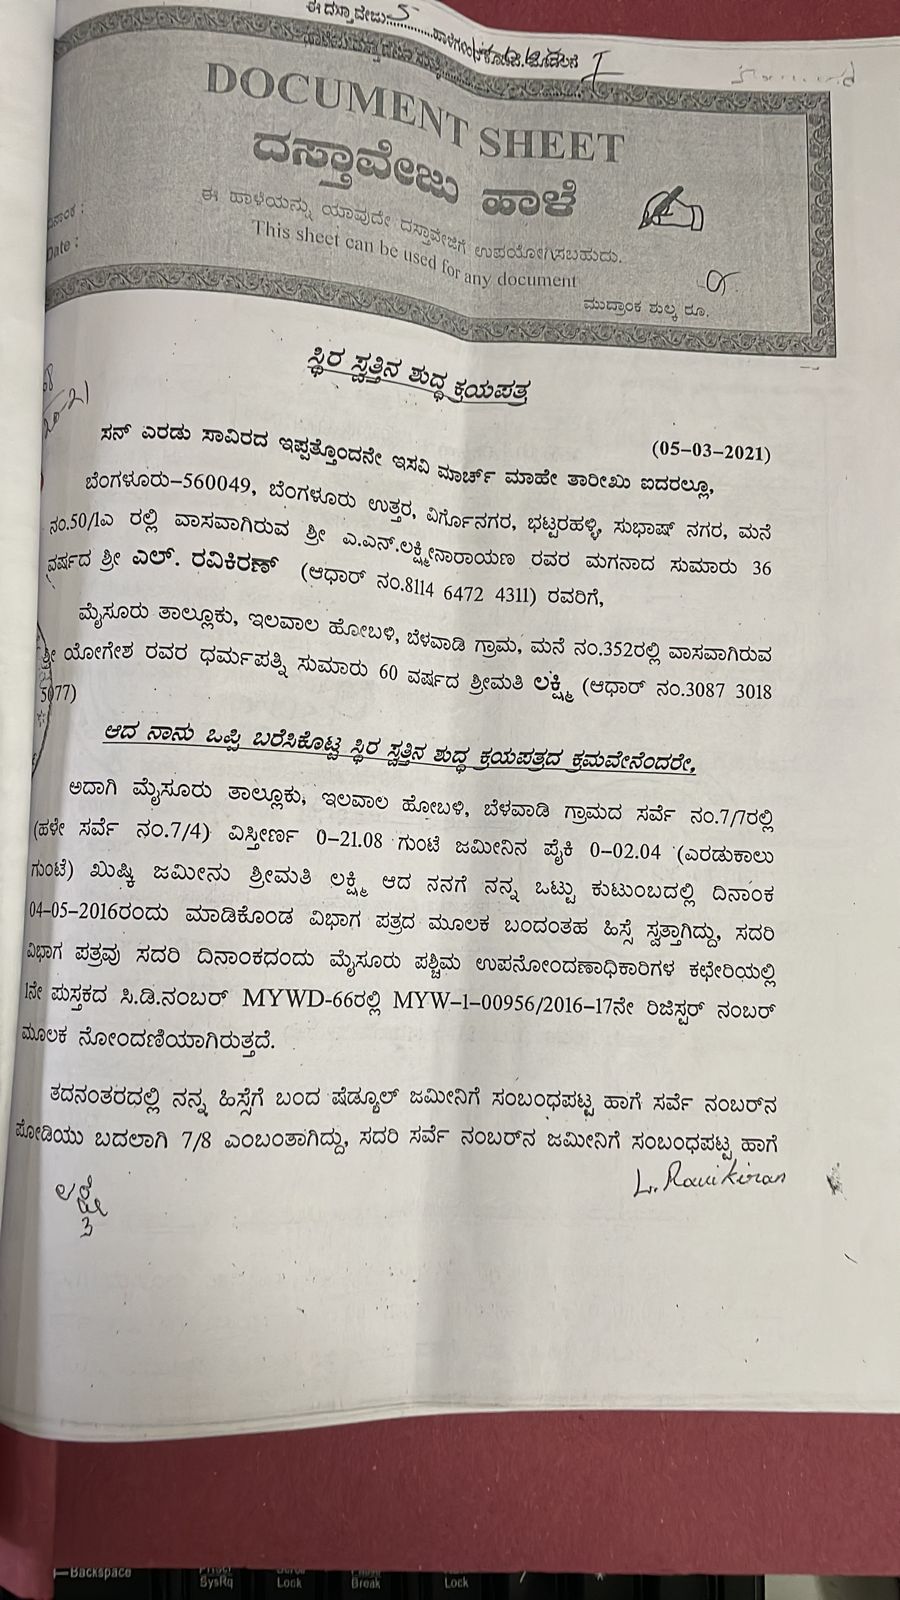 ಈ ದಸ್ತಾವೇಜು 5
DOCUMENT SHEET
ದಸ್ತಾವೇಜು ಹಾಳೆ
ಈ ಹಾಳೆಯನ್ನು ಯಾವುದೇ ದಸ್ತಾವೇಜಿಗೆ ಉಪಯೋಗಿಸಬಹುದು.
Date :
This sheet can be used for any document
ಮುದ್ರಾಂಕ ಶುಲ್ಕ ರೂ.
ಸ್ಥಿರ ಸ್ವತ್ತಿನ ಶುದ್ಧ ಕ್ರಯಪತ್ರ
(05-03-2021)
ಸನ್ ಎರಡು ಸಾವಿರದ ಇಪ್ಪತ್ತೊಂದನೇ ಇಸವಿ ಮಾರ್ಚ್ ಮಾಹೇ ತಾರೀಖು ಐದರಲ್ಲೂ,
ಬೆಂಗಳೂರು-560049, ಬೆಂಗಳೂರು ಉತ್ತರ, ವಿರ್ಗೊನಗರ, ಭಟ್ಟರಹಳ್ಳಿ, ಸುಭಾಷ್ ನಗರ, ಮನೆ
ನಂ.50/1ಎ ರಲ್ಲಿ ವಾಸವಾಗಿರುವ ಶ್ರೀ ಎ.ಎನ್.ಲಕ್ಷ್ಮೀನಾರಾಯಣ ರವರ ಮಗನಾದ ಸುಮಾರು 36
ವರ್ಷದ ಶ್ರೀ ಎಲ್. ರವಿಕಿರಣ್ (ಆಧಾರ್ ನಂ.8114 6472 4311) ರವರಿಗೆ,
ಮೈಸೂರು ತಾಲ್ಲೂಕು, ಇಲವಾಲ ಹೋಬಳಿ, ಬೆಳವಾಡಿ ಗ್ರಾಮ, ಮನೆ ನಂ.352ರಲ್ಲಿ ವಾಸವಾಗಿರುವ
ಶ್ರೀ ಯೋಗೇಶ ರವರ ಧರ್ಮಪತ್ನಿ ಸುಮಾರು 60 ವರ್ಷದ ಶ್ರೀಮತಿ ಲಕ್ಷ್ಮಿ (ಆಧಾರ್ ನಂ.3087 3018
5077)
ಆದ ನಾನು ಒಪ್ಪಿ ಬರೆಸಿಕೊಟ್ಟ ಸ್ಥಿರ ಸ್ವತ್ತಿನ ಶುದ್ಧ ಕ್ರಯಪತ್ರದ ಕ್ರಮವೇನೆಂದರೇ,
ಅದಾಗಿ ಮೈಸೂರು ತಾಲ್ಲೂಕು, ಇಲವಾಲ ಹೋಬಳಿ, ಬೆಳವಾಡಿ ಗ್ರಾಮದ ಸರ್ವೆ ನಂ.7/7ರಲ್ಲಿ
(ಹಳೇ ಸರ್ವೆ ನಂ.7/4) ವಿಸ್ತೀರ್ಣ 0-21.08 ಗುಂಟೆ ಜಮೀನಿನ ಪೈಕಿ 0-02.04 (ಎರಡುಕಾಲು
ಗುಂಟೆ) ಖುಷ್ಕಿ ಜಮೀನು ಶ್ರೀಮತಿ ಲಕ್ಷ್ಮಿ ಆದ ನನಗೆ ನನ್ನ ಒಟ್ಟು ಕುಟುಂಬದಲ್ಲಿ ದಿನಾಂಕ
04-05-2016ರಂದು ಮಾಡಿಕೊಂಡ ವಿಭಾಗ ಪತ್ರದ ಮೂಲಕ ಬಂದಂತಹ ಹಿಸ್ಸೆ ಸ್ವತ್ತಾಗಿದ್ದು, ಸದರಿ
ವಿಭಾಗ ಪತ್ರವು ಸದರಿ ದಿನಾಂಕದಂದು ಮೈಸೂರು ಪಶ್ಚಿಮ ಉಪನೋಂದಣಾಧಿಕಾರಿಗಳ ಕಛೇರಿಯಲ್ಲಿ
1ನೇ ಪುಸ್ತಕದ ಸಿ.ಡಿ.ನಂಬರ್ MYWD-66ರಲ್ಲಿ MYW-1-00956/2016-17ನೇ ರಿಜಿಸ್ಟರ್ ನಂಬರ್
ಮೂಲಕ ನೋಂದಣಿಯಾಗಿರುತ್ತದೆ.
ತದನಂತರದಲ್ಲಿ ನನ್ನ ಹಿಸ್ಸೆಗೆ ಬಂದ ಷೆಡ್ಯೂಲ್ ಜಮೀನಿಗೆ ಸಂಬಂಧಪಟ್ಟ ಹಾಗೆ ಸರ್ವೆ ನಂಬರ್‌ನ
ಪೋಡಿಯು ಬದಲಾಗಿ 7/8 ಎಂಬಂತಾಗಿದ್ದು, ಸದರಿ ಸರ್ವೆ ನಂಬರ್‌ನ ಜಮೀನಿಗೆ ಸಂಬಂಧಪಟ್ಟ ಹಾಗೆ
L. Ravikiran
Backspace
SysRq
Lock
Break
Lock